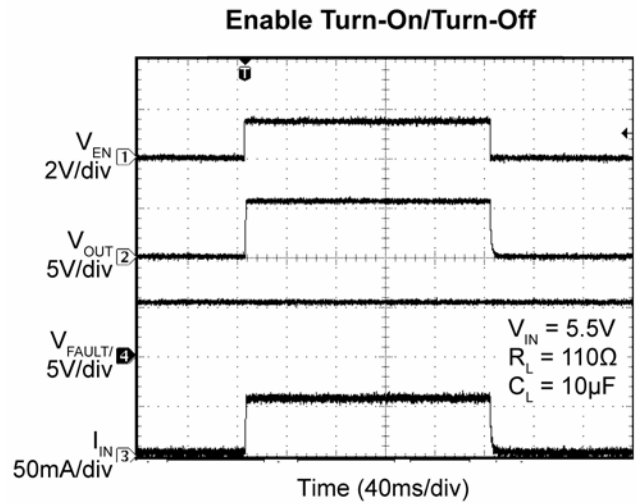 Enable Turn-On/Turn-Off
T
V_EN 1
2V/div
V_OUT 2
5V/div
V_FAULT/ 4
5V/div
V_IN = 5.5V
R_L = 110Ω
C_L = 10µF
I_IN 3
50mA/div
Time (40ms/div)